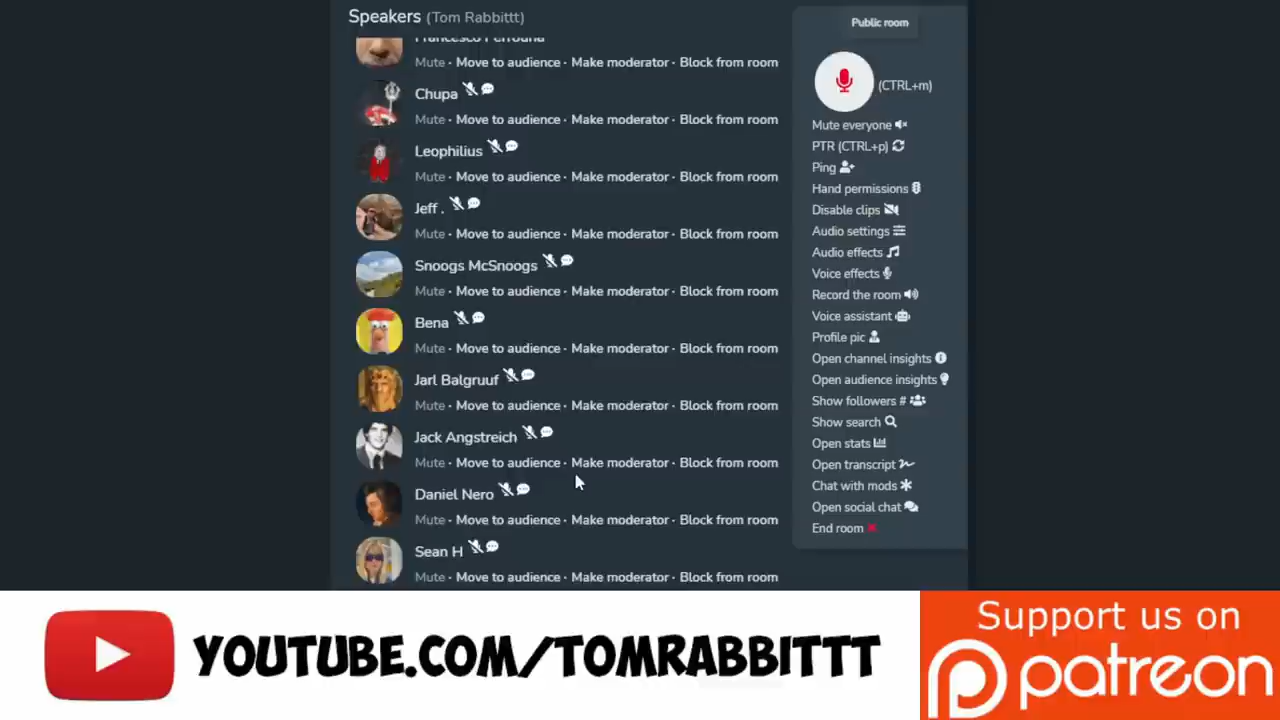 Speakers (Tom Rabbittt)
Francesco Perrouna
Mute · Move to audience · Make moderator · Block from room
Chupa
Mute · Move to audience · Make moderator · Block from room
Leophilius
Mute · Move to audience · Make moderator · Block from room
Jeff .
Mute · Move to audience · Make moderator · Block from room
Snoogs McSnoogs
Mute · Move to audience · Make moderator · Block from room
Bena
Mute · Move to audience · Make moderator · Block from room
Jarl Balgruuf
Mute · Move to audience · Make moderator · Block from room
Jack Angstreich
Mute · Move to audience · Make moderator · Block from room
Daniel Nero
Mute · Move to audience · Make moderator · Block from room
Sean H
Mute · Move to audience · Make moderator · Block from room
Public room
(CTRL+m)
Mute everyone
PTR (CTRL+p)
Ping
Hand permissions
Disable clips
Audio settings
Audio effects
Voice effects
Record the room
Voice assistant
Profile pic
Open channel insights
Open audience insights
Show followers #
Show search
Open stats
Open transcript
Chat with mods
Open social chat
End room
YOUTUBE.COM/TOMRABBITTT
Support us on
patreon